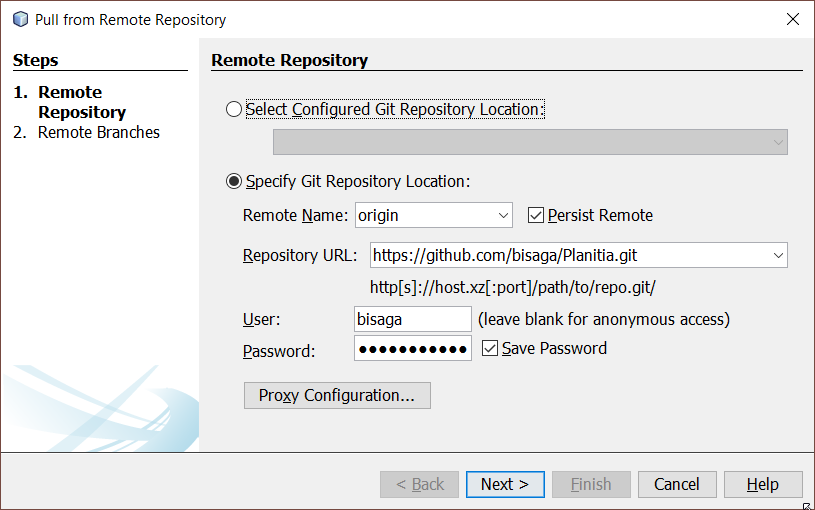 Pull from Remote Repository
Steps
1. Remote
Repository
2. Remote Branches
Remote Repository
Select Configured Git Repository Location:
Specify Git Repository Location:
Remote Name: origin Persist Remote
Repository URL: https://github.com/bisaga/Planitia.git
http[s]://host.xz[:port]/path/to/repo.git/
User: bisaga (leave blank for anonymous access)
Password: ●●●●●●●●●●● Save Password
Proxy Configuration...
< Back Next > Finish Cancel Help